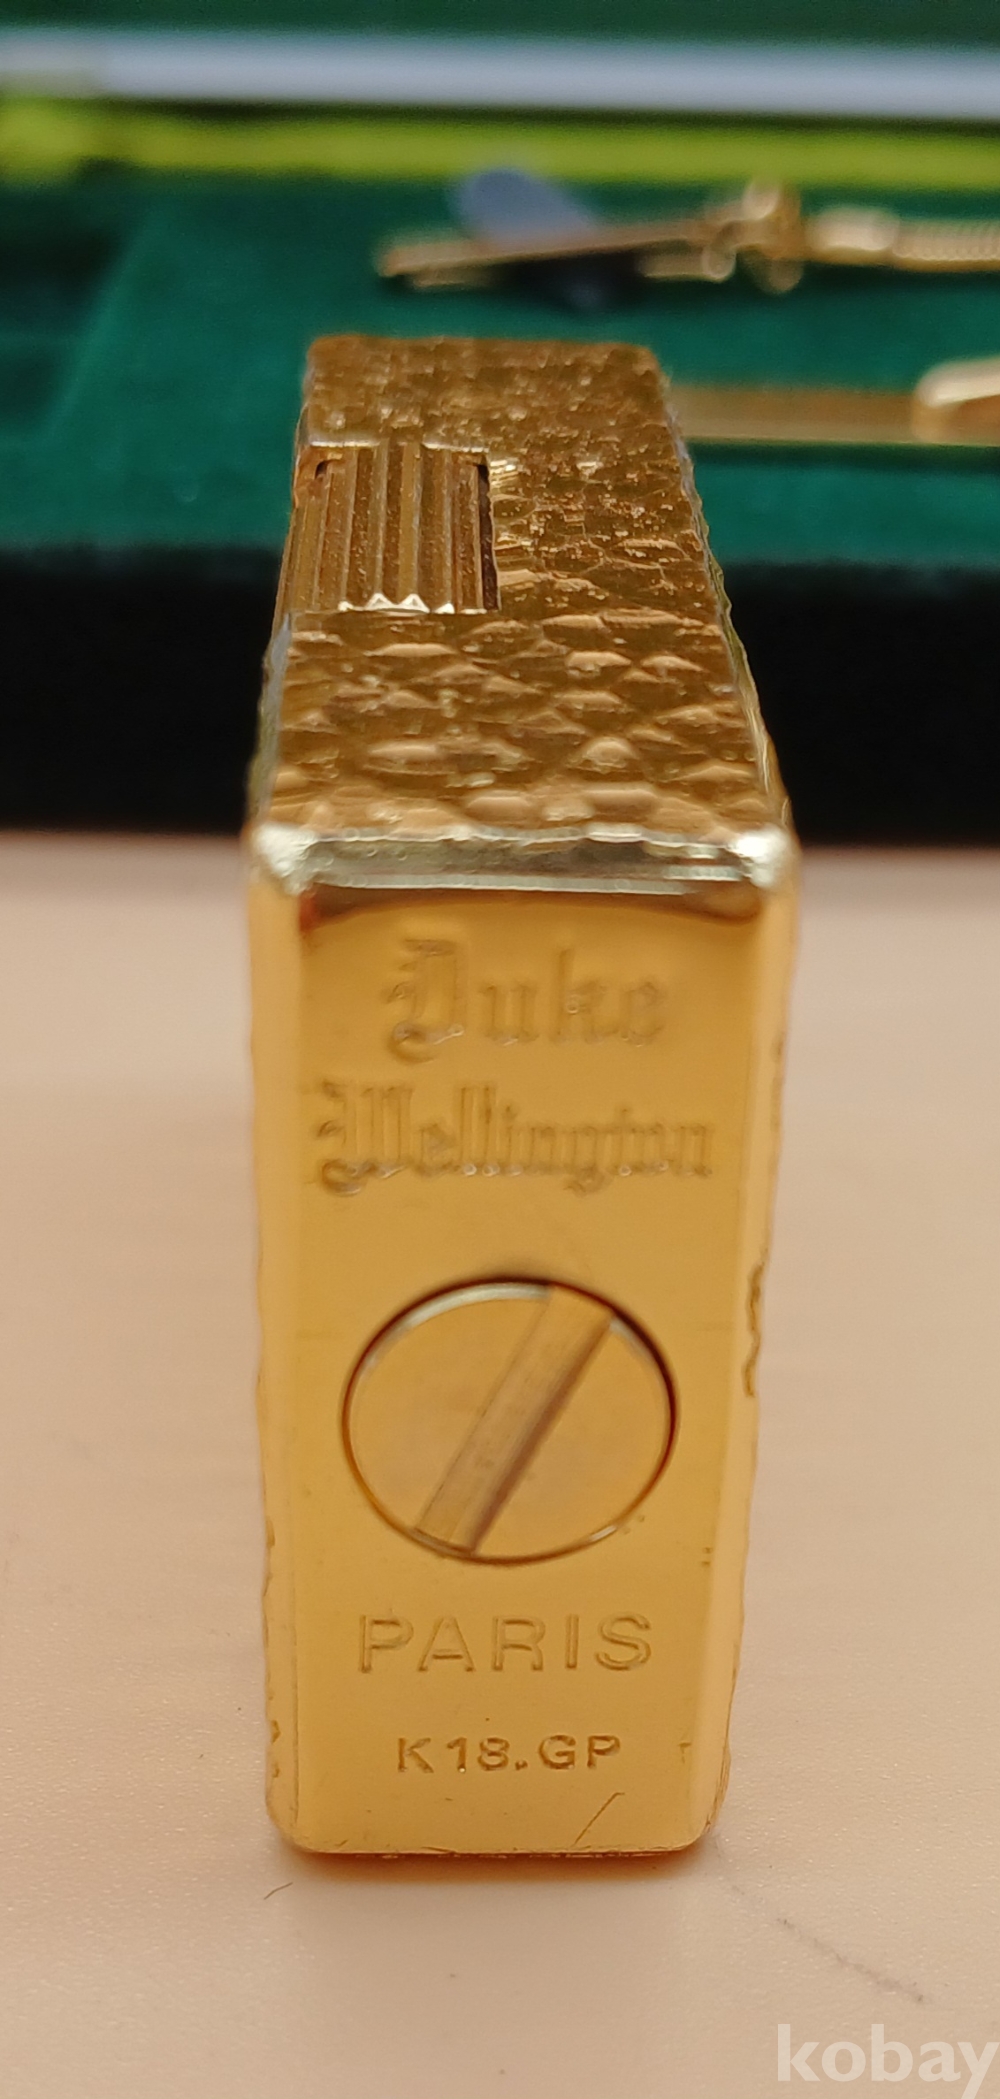 Duke
Wellington
PARIS
K18.GP
kobay